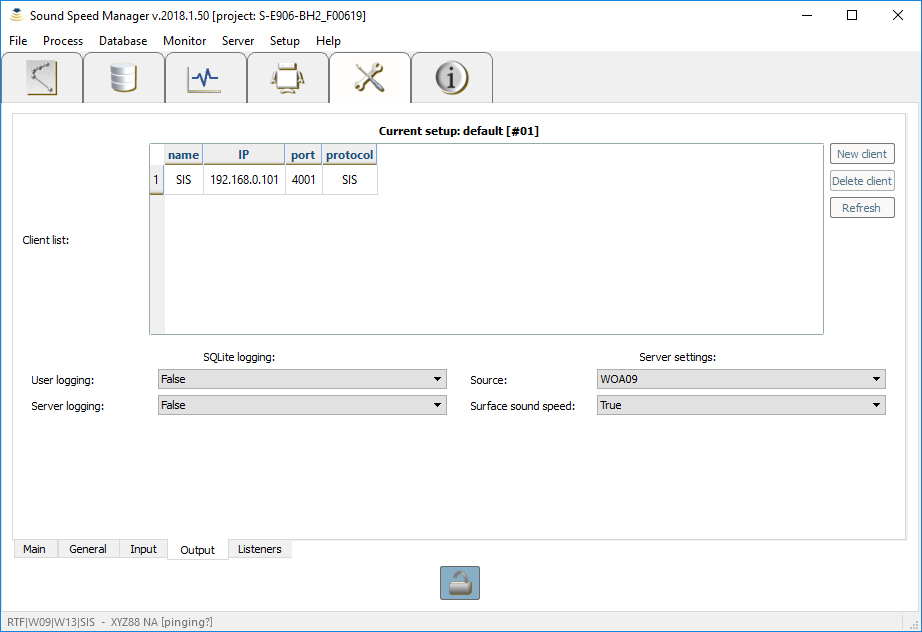 Sound Speed Manager v.2018.1.50 [project: S-E906-BH2_F00619]
File Process Database Monitor Server Setup Help
Current setup: default [#01]
name IP port protocol
1 SIS 192.168.0.101 4001 SIS
New client
Delete client
Refresh
Client list:
SQLite logging: Server settings:
User logging: False Source: WOA09
Server logging: False Surface sound speed: True
Main General Input Output Listeners
RTF|W09|W13|SIS - XYZ88 NA [pinging?]